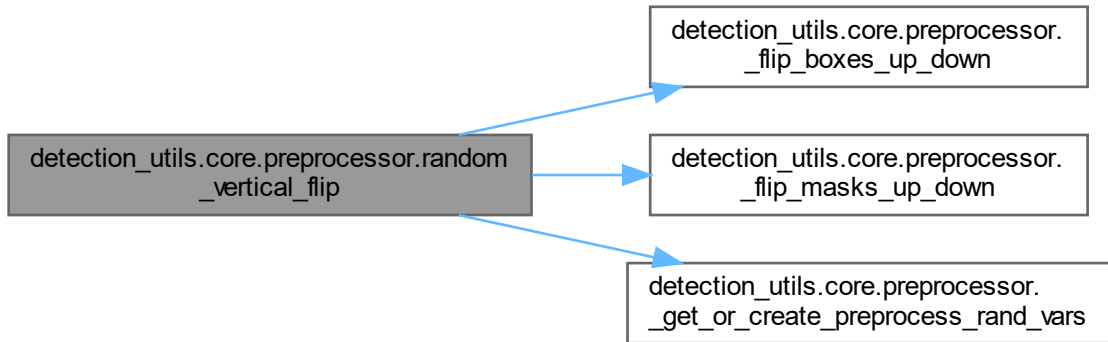 detection_utils.core.preprocessor.random
_vertical_flip
detection_utils.core.preprocessor.
_flip_boxes_up_down
detection_utils.core.preprocessor.
_flip_masks_up_down
detection_utils.core.preprocessor.
_get_or_create_preprocess_rand_vars